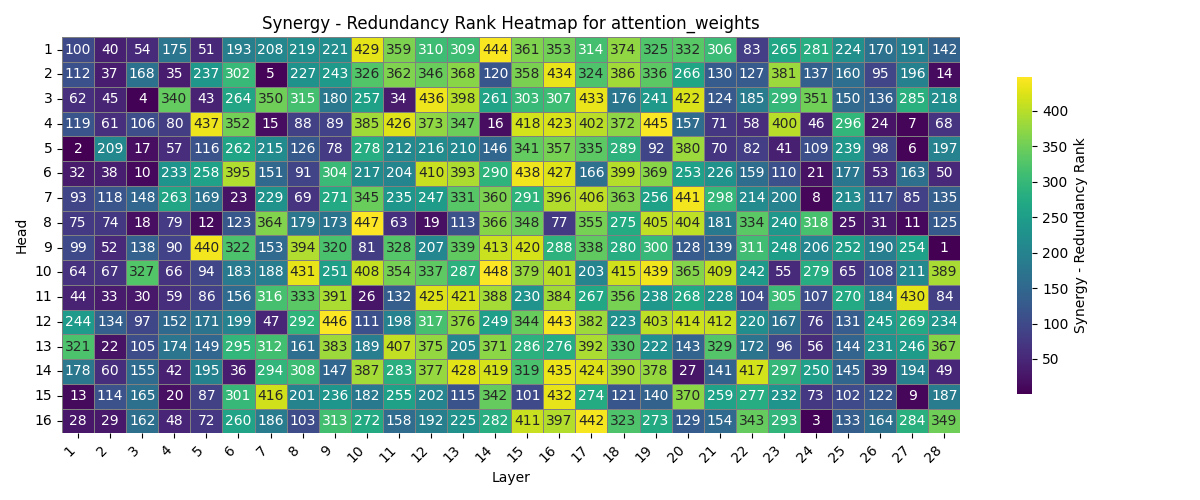 Synergy - Redundancy Rank Heatmap for attention_weights
1 100 40 54 175 51 193 208 219 221 429 359 310 309 444 361 353 314 374 325 332 306 83 265 281 224 170 191 142
2 112 37 168 35 237 302 5 227 243 326 362 346 368 120 358 434 324 386 336 266 130 127 381 137 160 95 196 14
3 62 45 4 340 43 264 350 315 180 257 34 436 398 261 303 307 433 176 241 422 124 185 299 351 150 136 285 218
4 119 61 106 80 437 352 15 88 89 385 426 373 347 16 418 423 402 372 445 157 71 58 400 46 296 24 7 68
5 2 209 17 57 116 262 215 126 78 278 212 216 210 146 341 357 335 289 92 380 70 82 41 109 239 98 6 197
6 32 38 10 233 258 395 151 91 304 217 204 410 393 290 438 427 166 399 369 253 226 159 110 21 177 53 163 50
7 93 118 148 263 169 23 229 69 271 345 235 247 331 360 291 396 406 363 256 441 298 214 200 8 213 117 85 135
8 75 74 18 79 12 123 364 179 173 447 63 19 113 366 348 77 355 275 405 404 181 334 240 318 25 31 11 125
9 99 52 138 90 440 322 153 394 320 81 328 207 339 413 420 288 338 280 300 128 139 311 248 206 252 190 254 1
10 64 67 327 66 94 183 188 431 251 408 354 337 287 448 379 401 203 415 439 365 409 242 55 279 65 108 211 389
11 44 33 30 59 86 156 316 333 391 26 132 425 421 388 230 384 267 356 238 268 228 104 305 107 270 184 430 84
12 244 134 97 152 171 199 47 292 446 111 198 317 376 249 344 443 382 223 403 414 412 220 167 76 131 245 269 234
13 321 22 105 174 149 295 312 161 383 189 407 375 205 371 286 276 392 330 222 143 329 172 96 56 144 231 246 367
14 178 60 155 42 195 36 294 308 147 387 283 377 428 419 319 435 424 390 378 27 141 417 297 250 145 39 194 49
15 13 114 165 20 87 301 416 201 236 182 255 202 115 342 101 432 274 121 140 370 259 277 232 73 102 122 9 187
16 28 29 162 48 72 260 186 103 313 272 158 192 225 282 411 397 442 323 273 129 154 343 293 3 133 164 284 349
1 2 3 4 5 6 7 8 9 10 11 12 13 14 15 16 17 18 19 20 21 22 23 24 25 26 27 28
Layer
Head
400
350
300
250
200
150
100
50
Synergy - Redundancy Rank